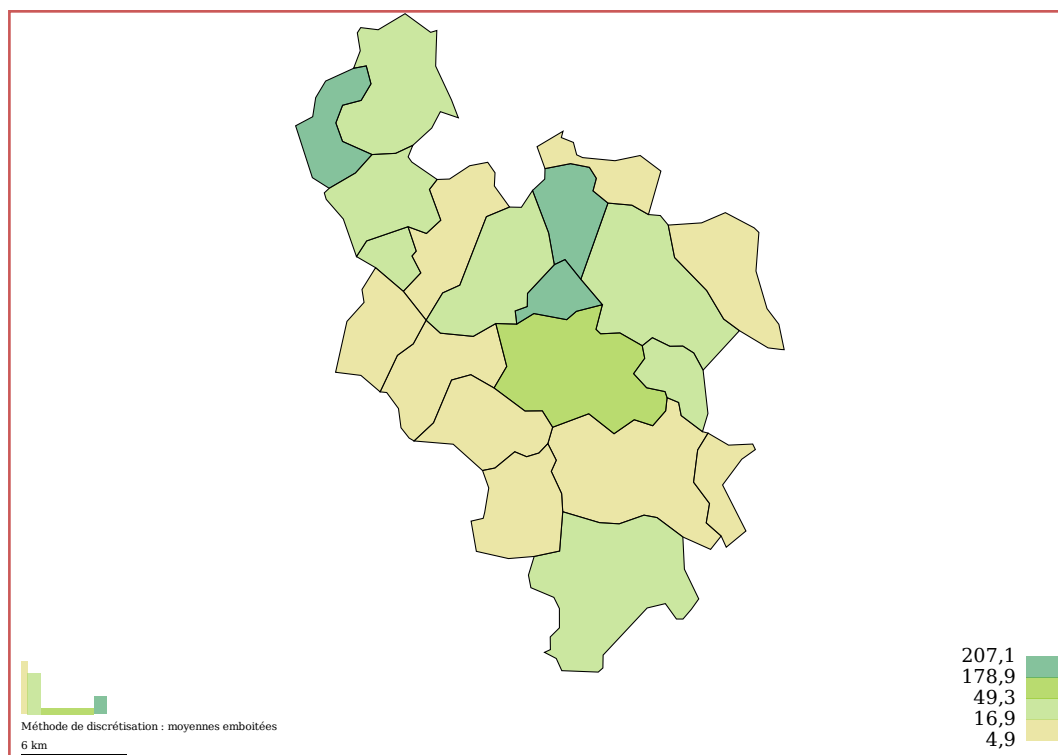 207,1
178,9
49,3
16,9
4,9
Méthode de discrétisation : moyennes emboitées
6 km